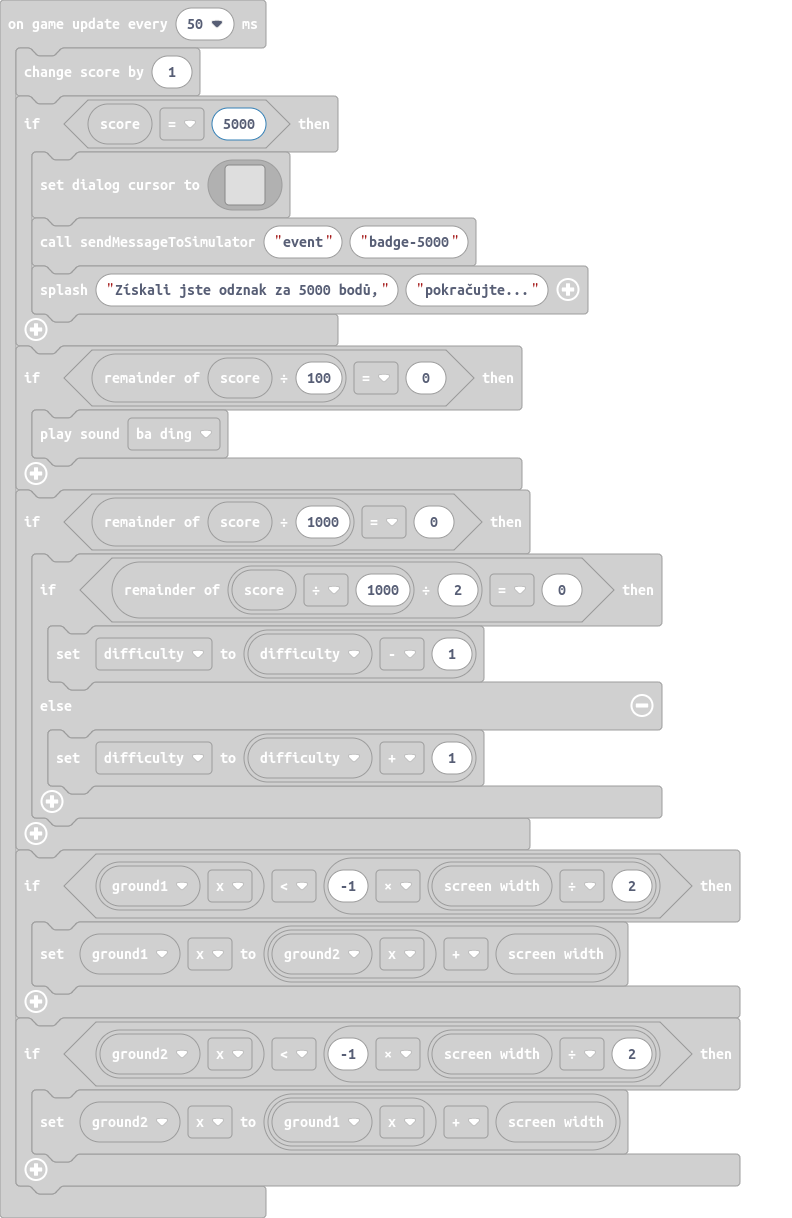 on game update every 50 ms
change score by 1
if score = 5000 then
set dialog cursor to
call sendMessageToSimulator "event" "badge-5000"
splash "Získali jste odznak za 5000 bodů," "pokračujte..."
if remainder of score ÷ 100 = 0 then
play sound ba ding
if remainder of score ÷ 1000 = 0 then
if remainder of score ÷ 1000 ÷ 2 = 0 then
set difficulty to difficulty - 1
else
set difficulty to difficulty + 1
if ground1 x < -1 × screen width ÷ 2 then
set ground1 x to ground2 x + screen width
if ground2 x < -1 × screen width ÷ 2 then
set ground2 x to ground1 x + screen width